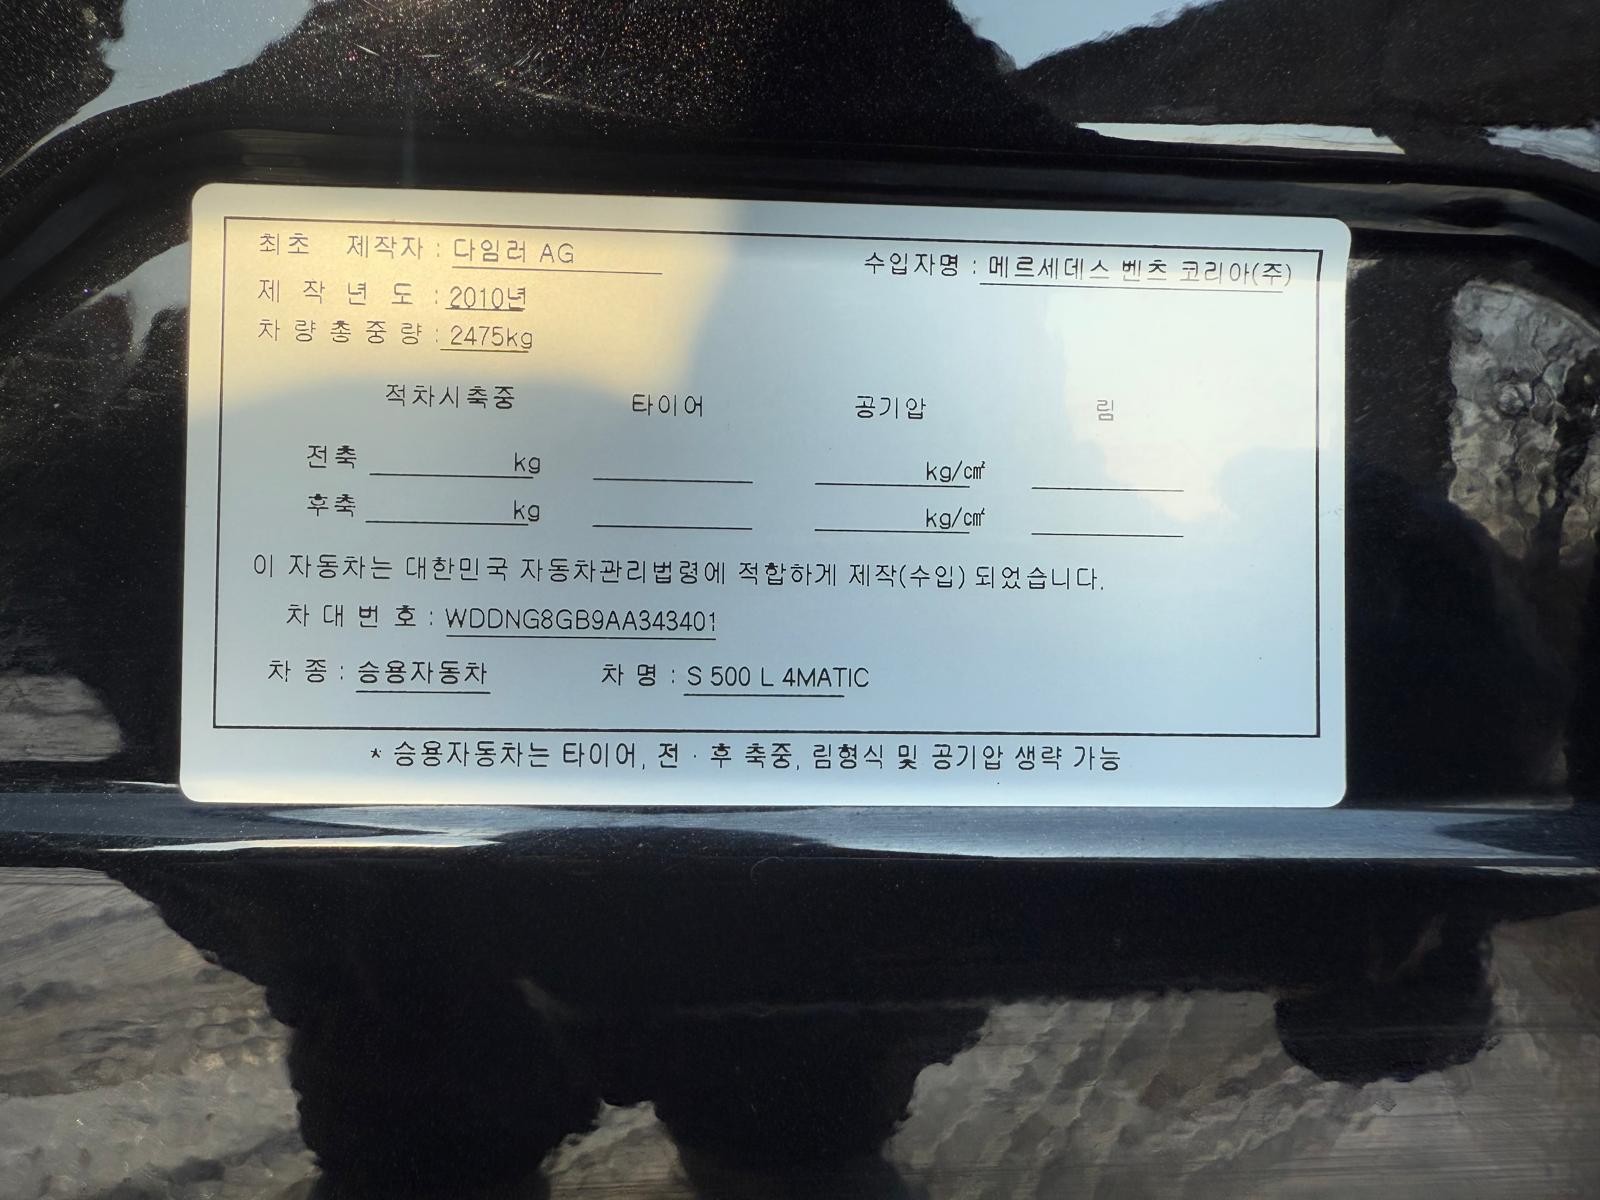 최초 제작자 : 다임러 AG 수입자명 : 메르세데스 벤츠 코리아(주)
제 작 년 도 : 2010년
차 량 총 중 량 : 2475kg
적차시축중 타이어 공기압 림
전축 kg kg/㎠
후축 kg kg/㎠
이 자동차는 대한민국 자동차관리법령에 적합하게 제작(수입) 되었습니다.
차 대 번 호 : WDDNG8GB9AA343401
차 종 : 승용자동차 차 명 : S 500 L 4MATIC
* 승용자동차는 타이어, 전 · 후 축중, 림형식 및 공기압 생략 가능